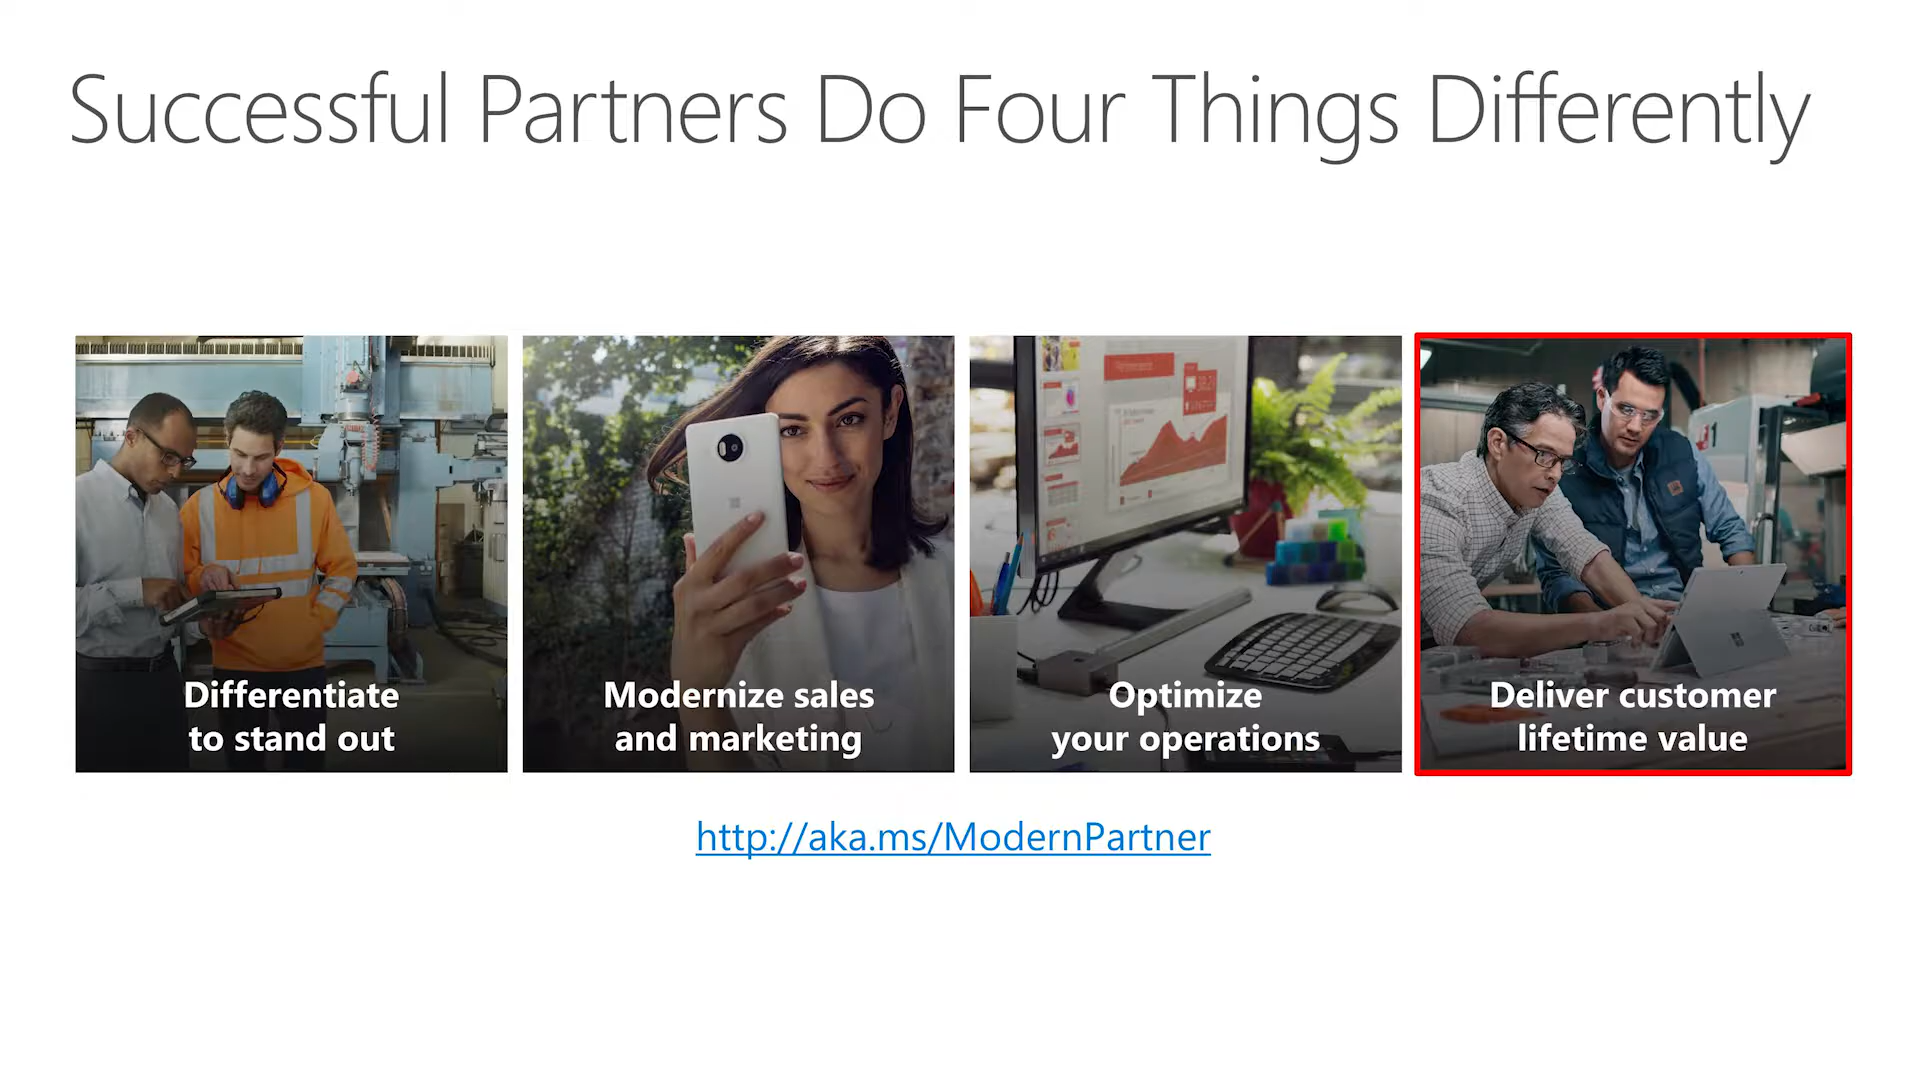 Successful Partners Do Four Things Differently
Differentiate
to stand out
Modernize sales
and marketing
Optimize
your operations
Deliver customer
lifetime value
http://aka.ms/ModernPartner